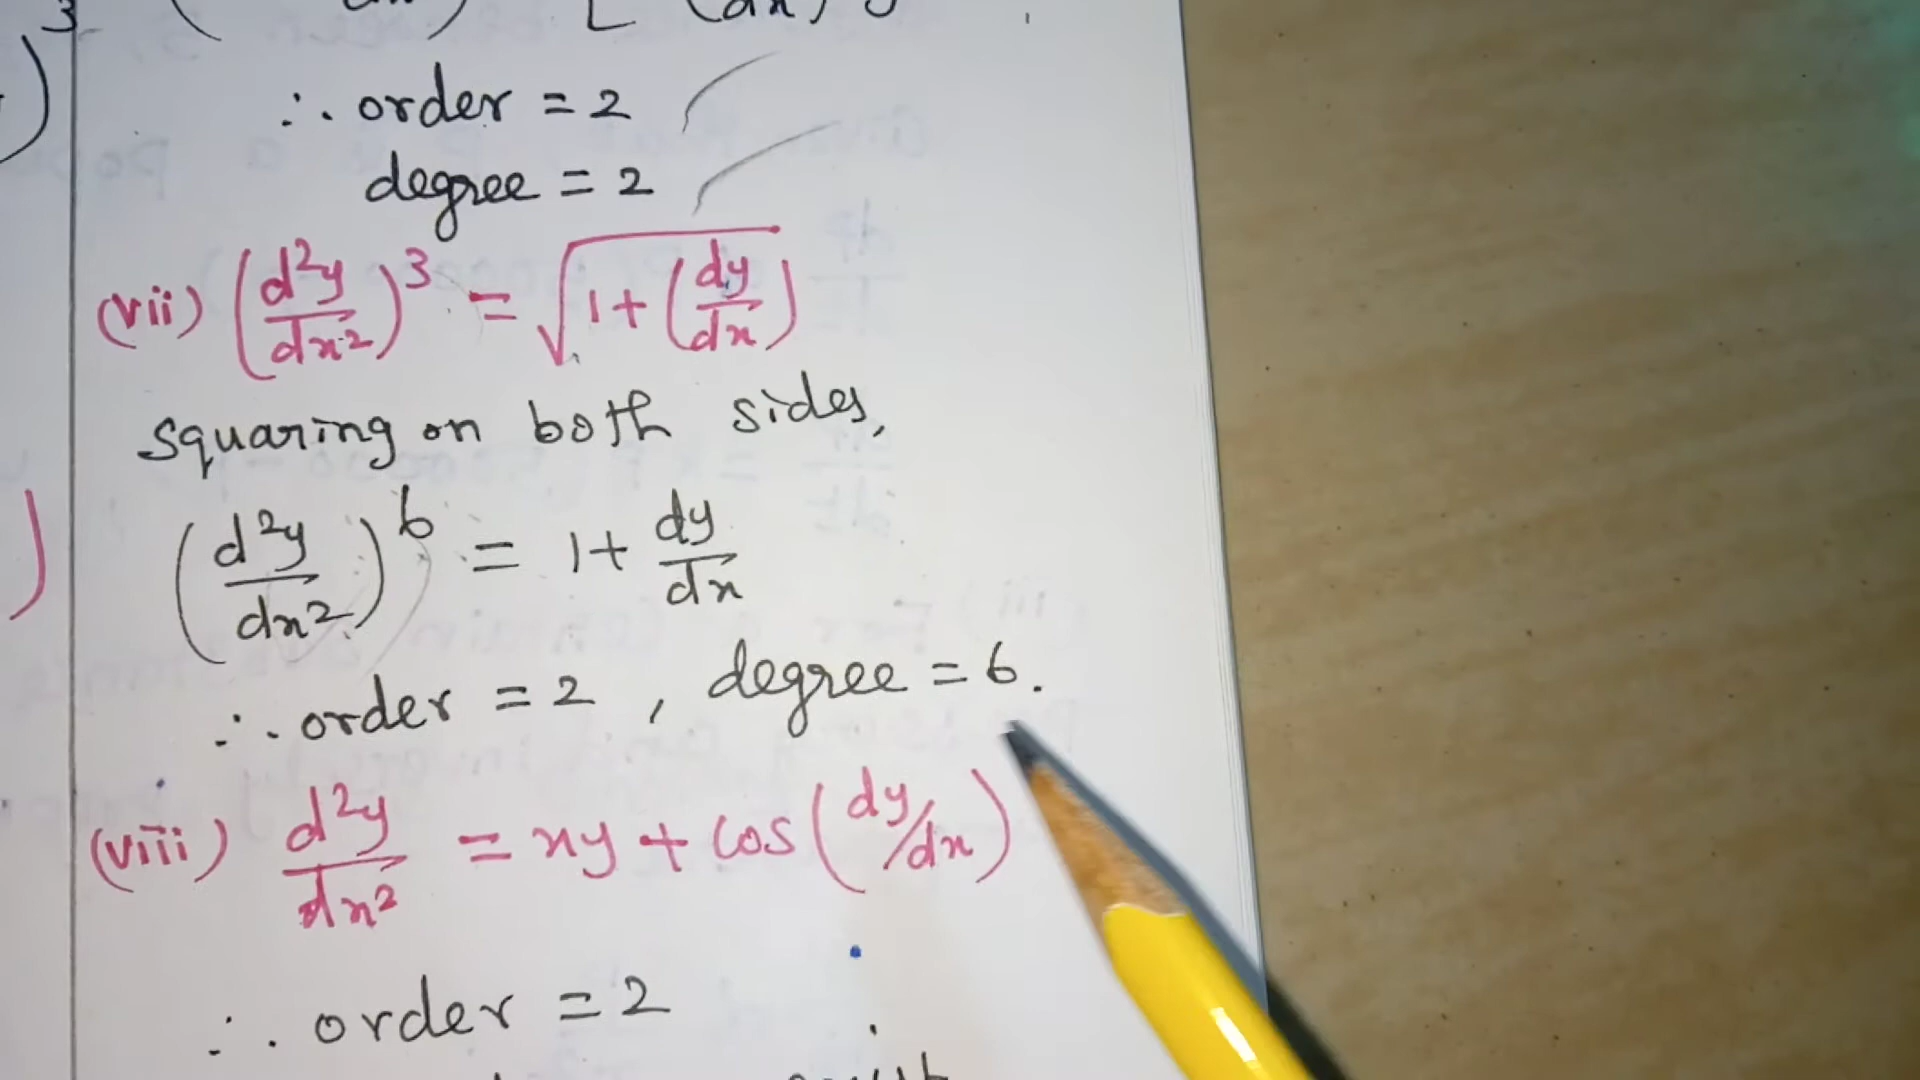 ∴ order = 2
degree = 2
(vii) (d²y/dx²)³ = √1+(dy/dx)
squaring on both sides,
(d²y/dx²)⁶ = 1+ dy/dx
∴ order = 2 , degree = 6.
(viii) d²y/dx² = xy + cos(dy/dx)
∴ order = 2